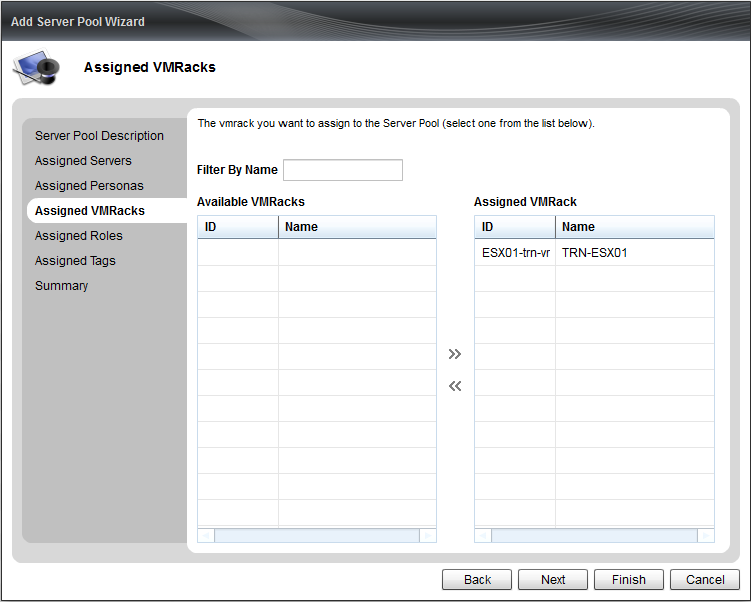 Add Server Pool Wizard
Assigned VMRacks
Server Pool Description
Assigned Servers
Assigned Personas
Assigned VMRacks
Assigned Roles
Assigned Tags
Summary
The vmrack you want to assign to the Server Pool (select one from the list below).
Filter By Name
Available VMRacks
ID Name
Assigned VMRack
ID Name
ESX01-trn-vr TRN-ESX01
Back Next Finish Cancel